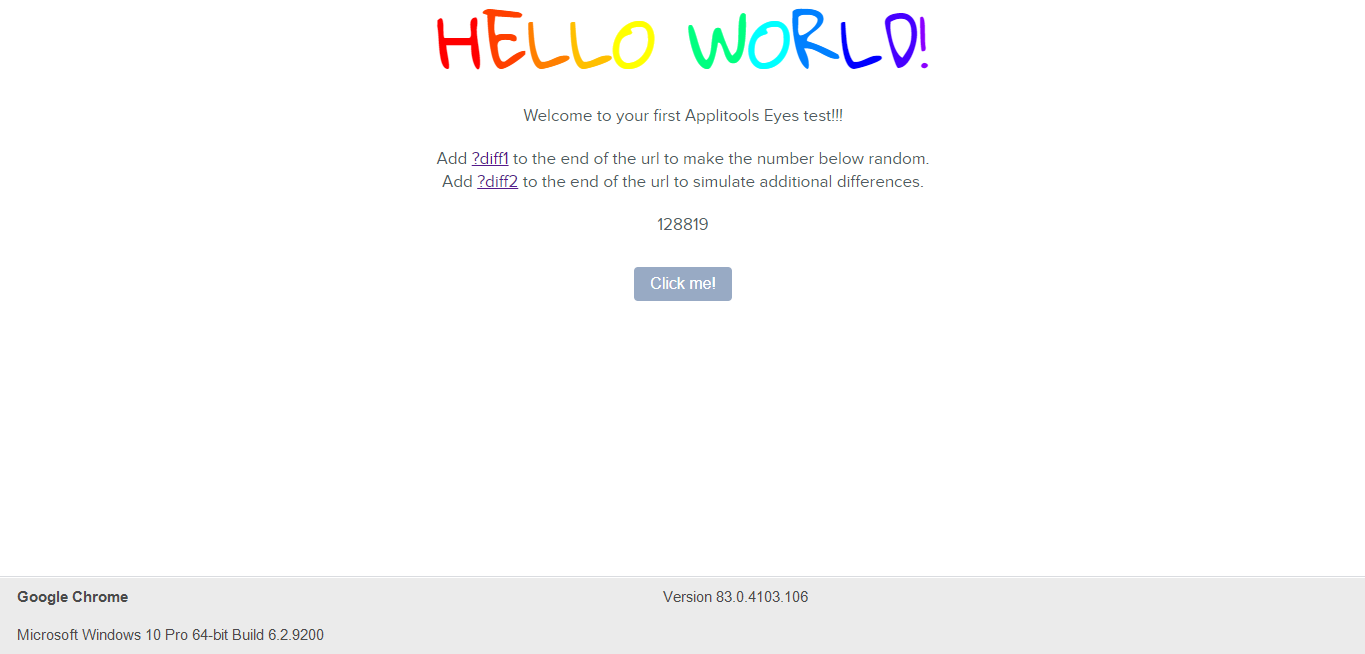 HELLO WORLD!
Welcome to your first Applitools Eyes test!!!
Add ?diff1 to the end of the url to make the number below random.
Add ?diff2 to the end of the url to simulate additional differences.
128819
Click me!
Google Chrome Version 83.0.4103.106
Microsoft Windows 10 Pro 64-bit Build 6.2.9200